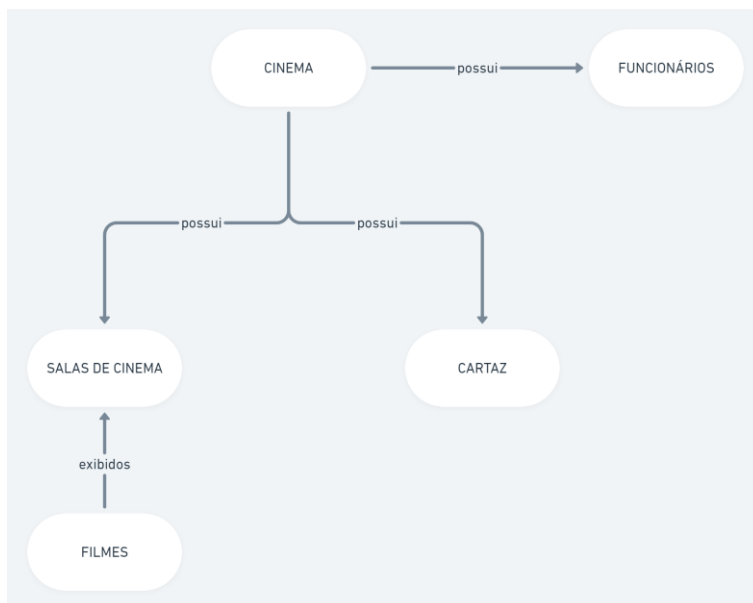 CINEMA
possui
FUNCIONÁRIOS
possui
possui
SALAS DE CINEMA
CARTAZ
exibidos
FILMES